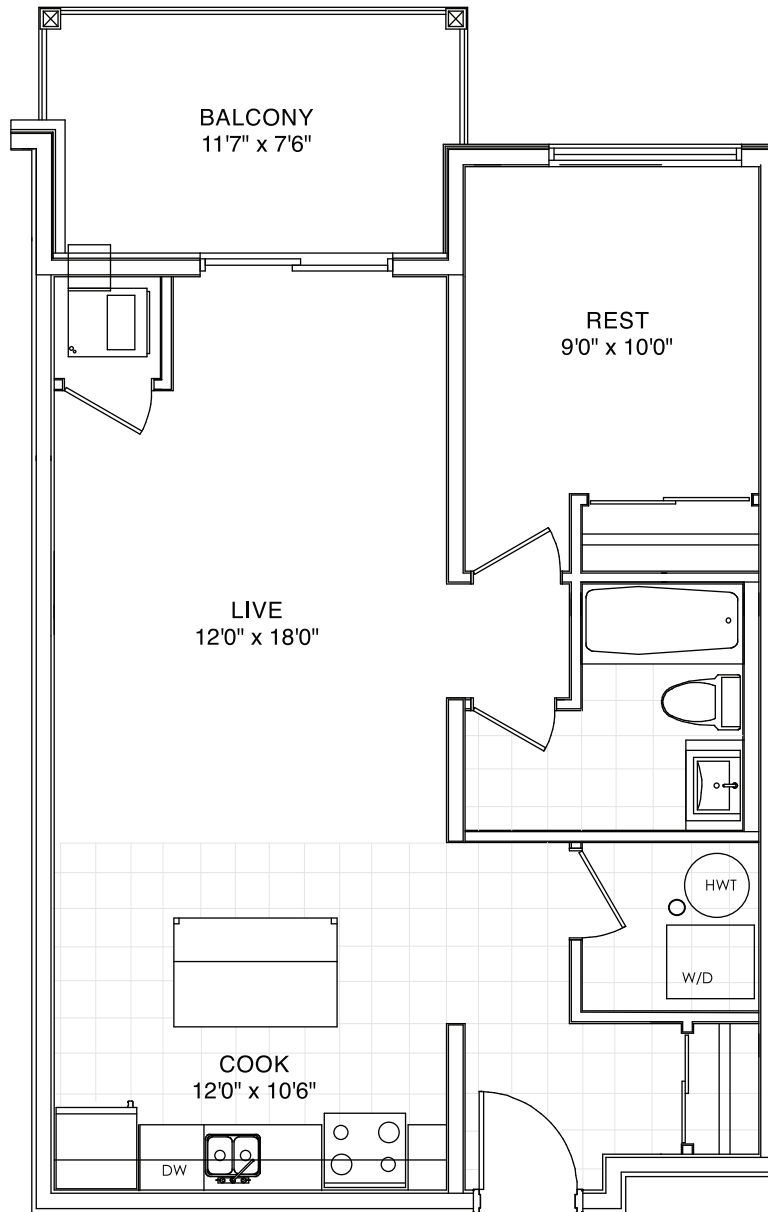 BALCONY
11'7" x 7'6"
REST
9'0" x 10'0"
LIVE
12'0" x 18'0"
HWT
W/D
COOK
12'0" x 10'6"
DW